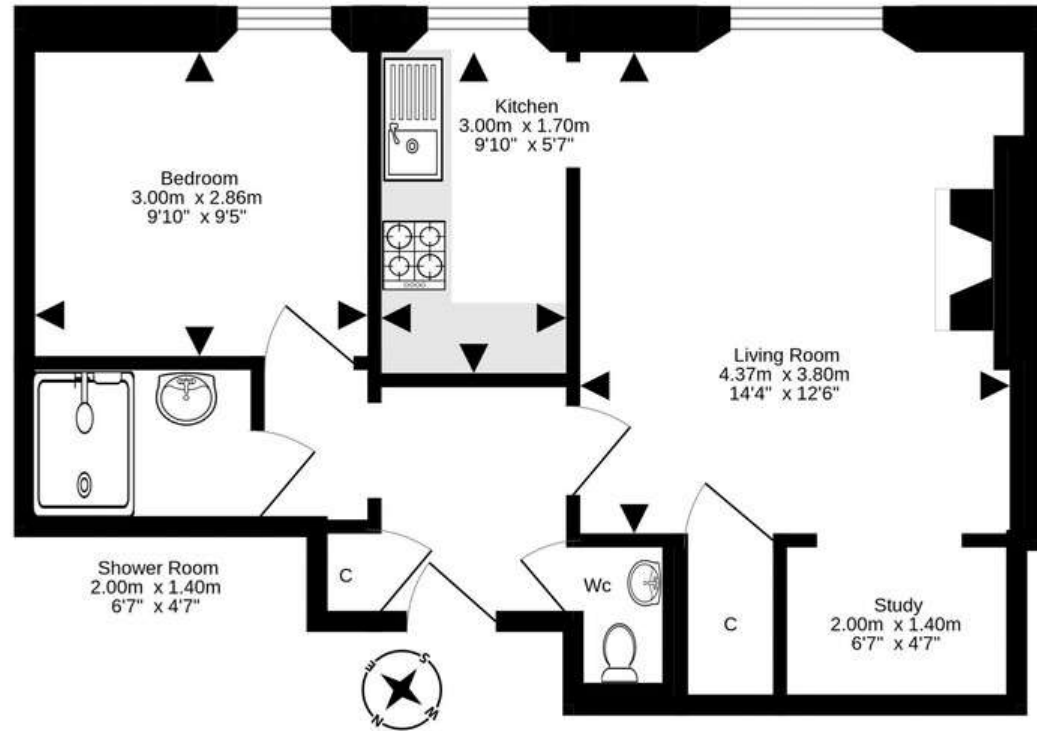 Kitchen
3.00m x 1.70m
9'10" x 5'7"
Bedroom
3.00m x 2.86m
9'10" x 9'5"
Living Room
4.37m x 3.80m
14'4" x 12'6"
Shower Room
2.00m x 1.40m
6'7" x 4'7"
C
Wc
C
Study
2.00m x 1.40m
6'7" x 4'7"
E
S
N
W